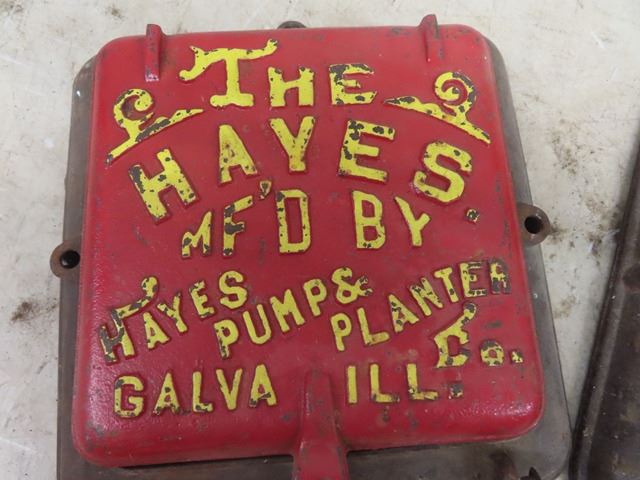 THE
HAYES.
MF'D BY
HAYES PUMP & PLANTER Co.
GALVA ILL.